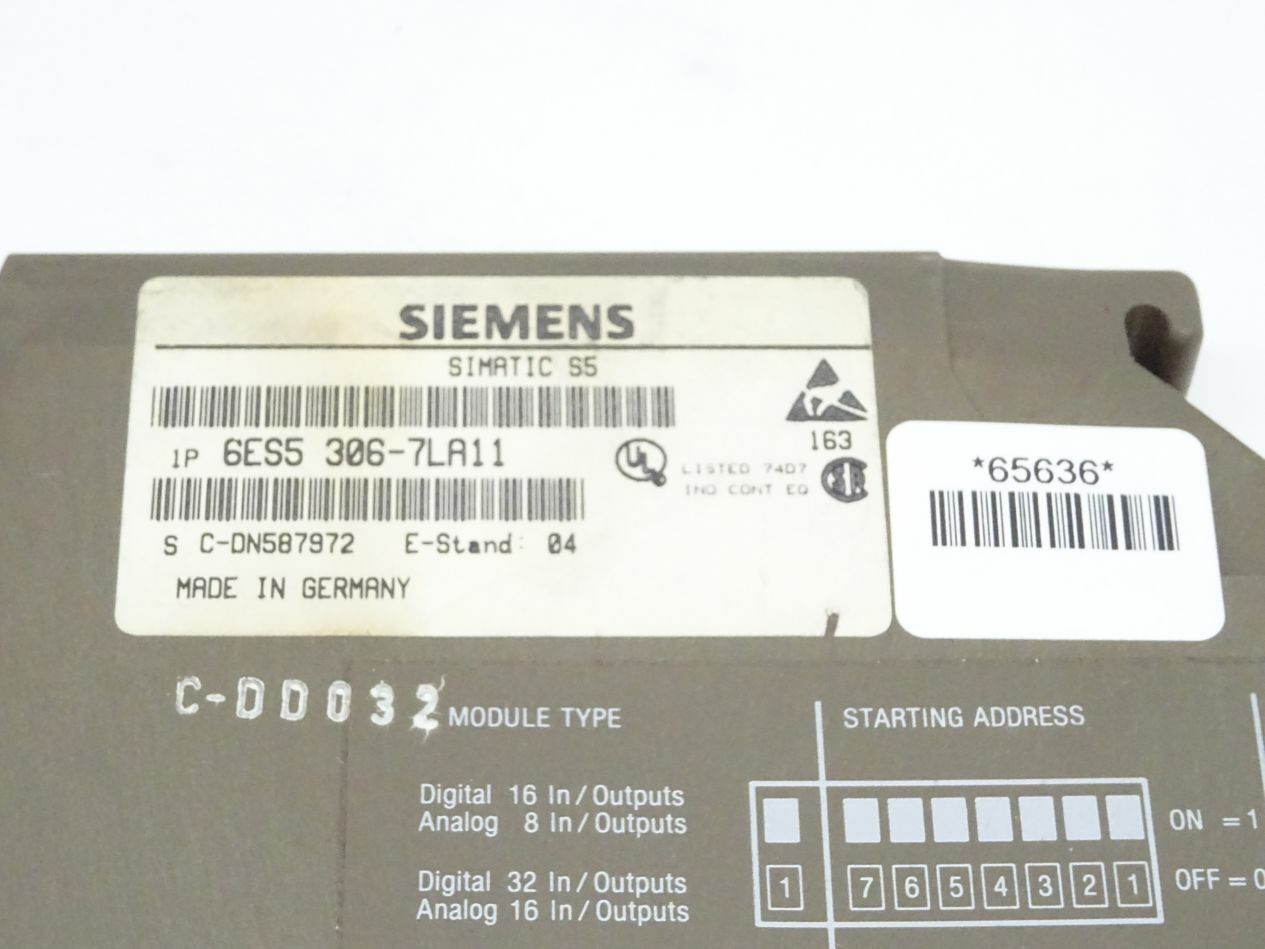 SIEMENS
SIMATIC S5
163
1P 6ES5 306-7LA11
UL
LISTED 74D7
IND CONT EQ
S C-DN587972 E-Stand: 04
MADE IN GERMANY
*65636*
C-DD032
MODULE TYPE
STARTING ADDRESS
Digital 16 In/Outputs
Analog 8 In/Outputs
ON =1
Digital 32 In/Outputs
Analog 16 In/Outputs
1 7 6 5 4 3 2 1
OFF=0